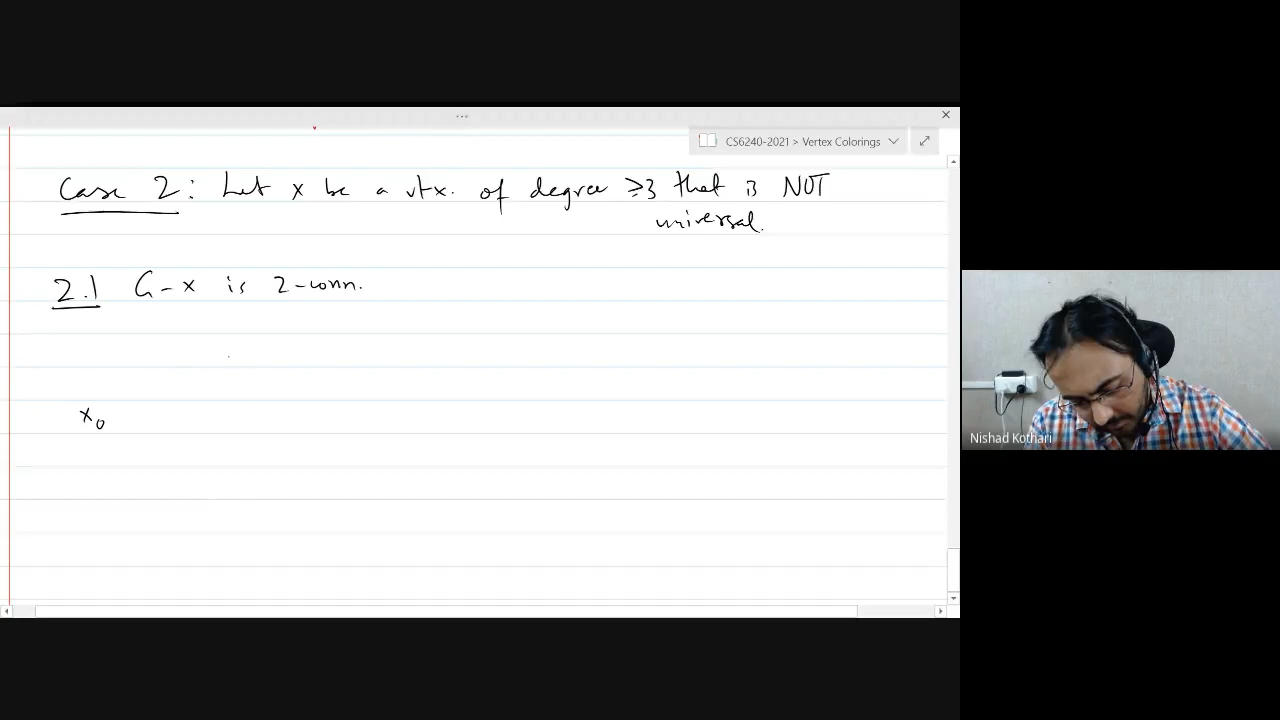 CS6240-2021 > Vertex Colorings
Case 2: Let x be a vtx. of degree ≥3 that is NOT
universal.
2.1 G-x is 2-conn.
x
Nishad Kothari